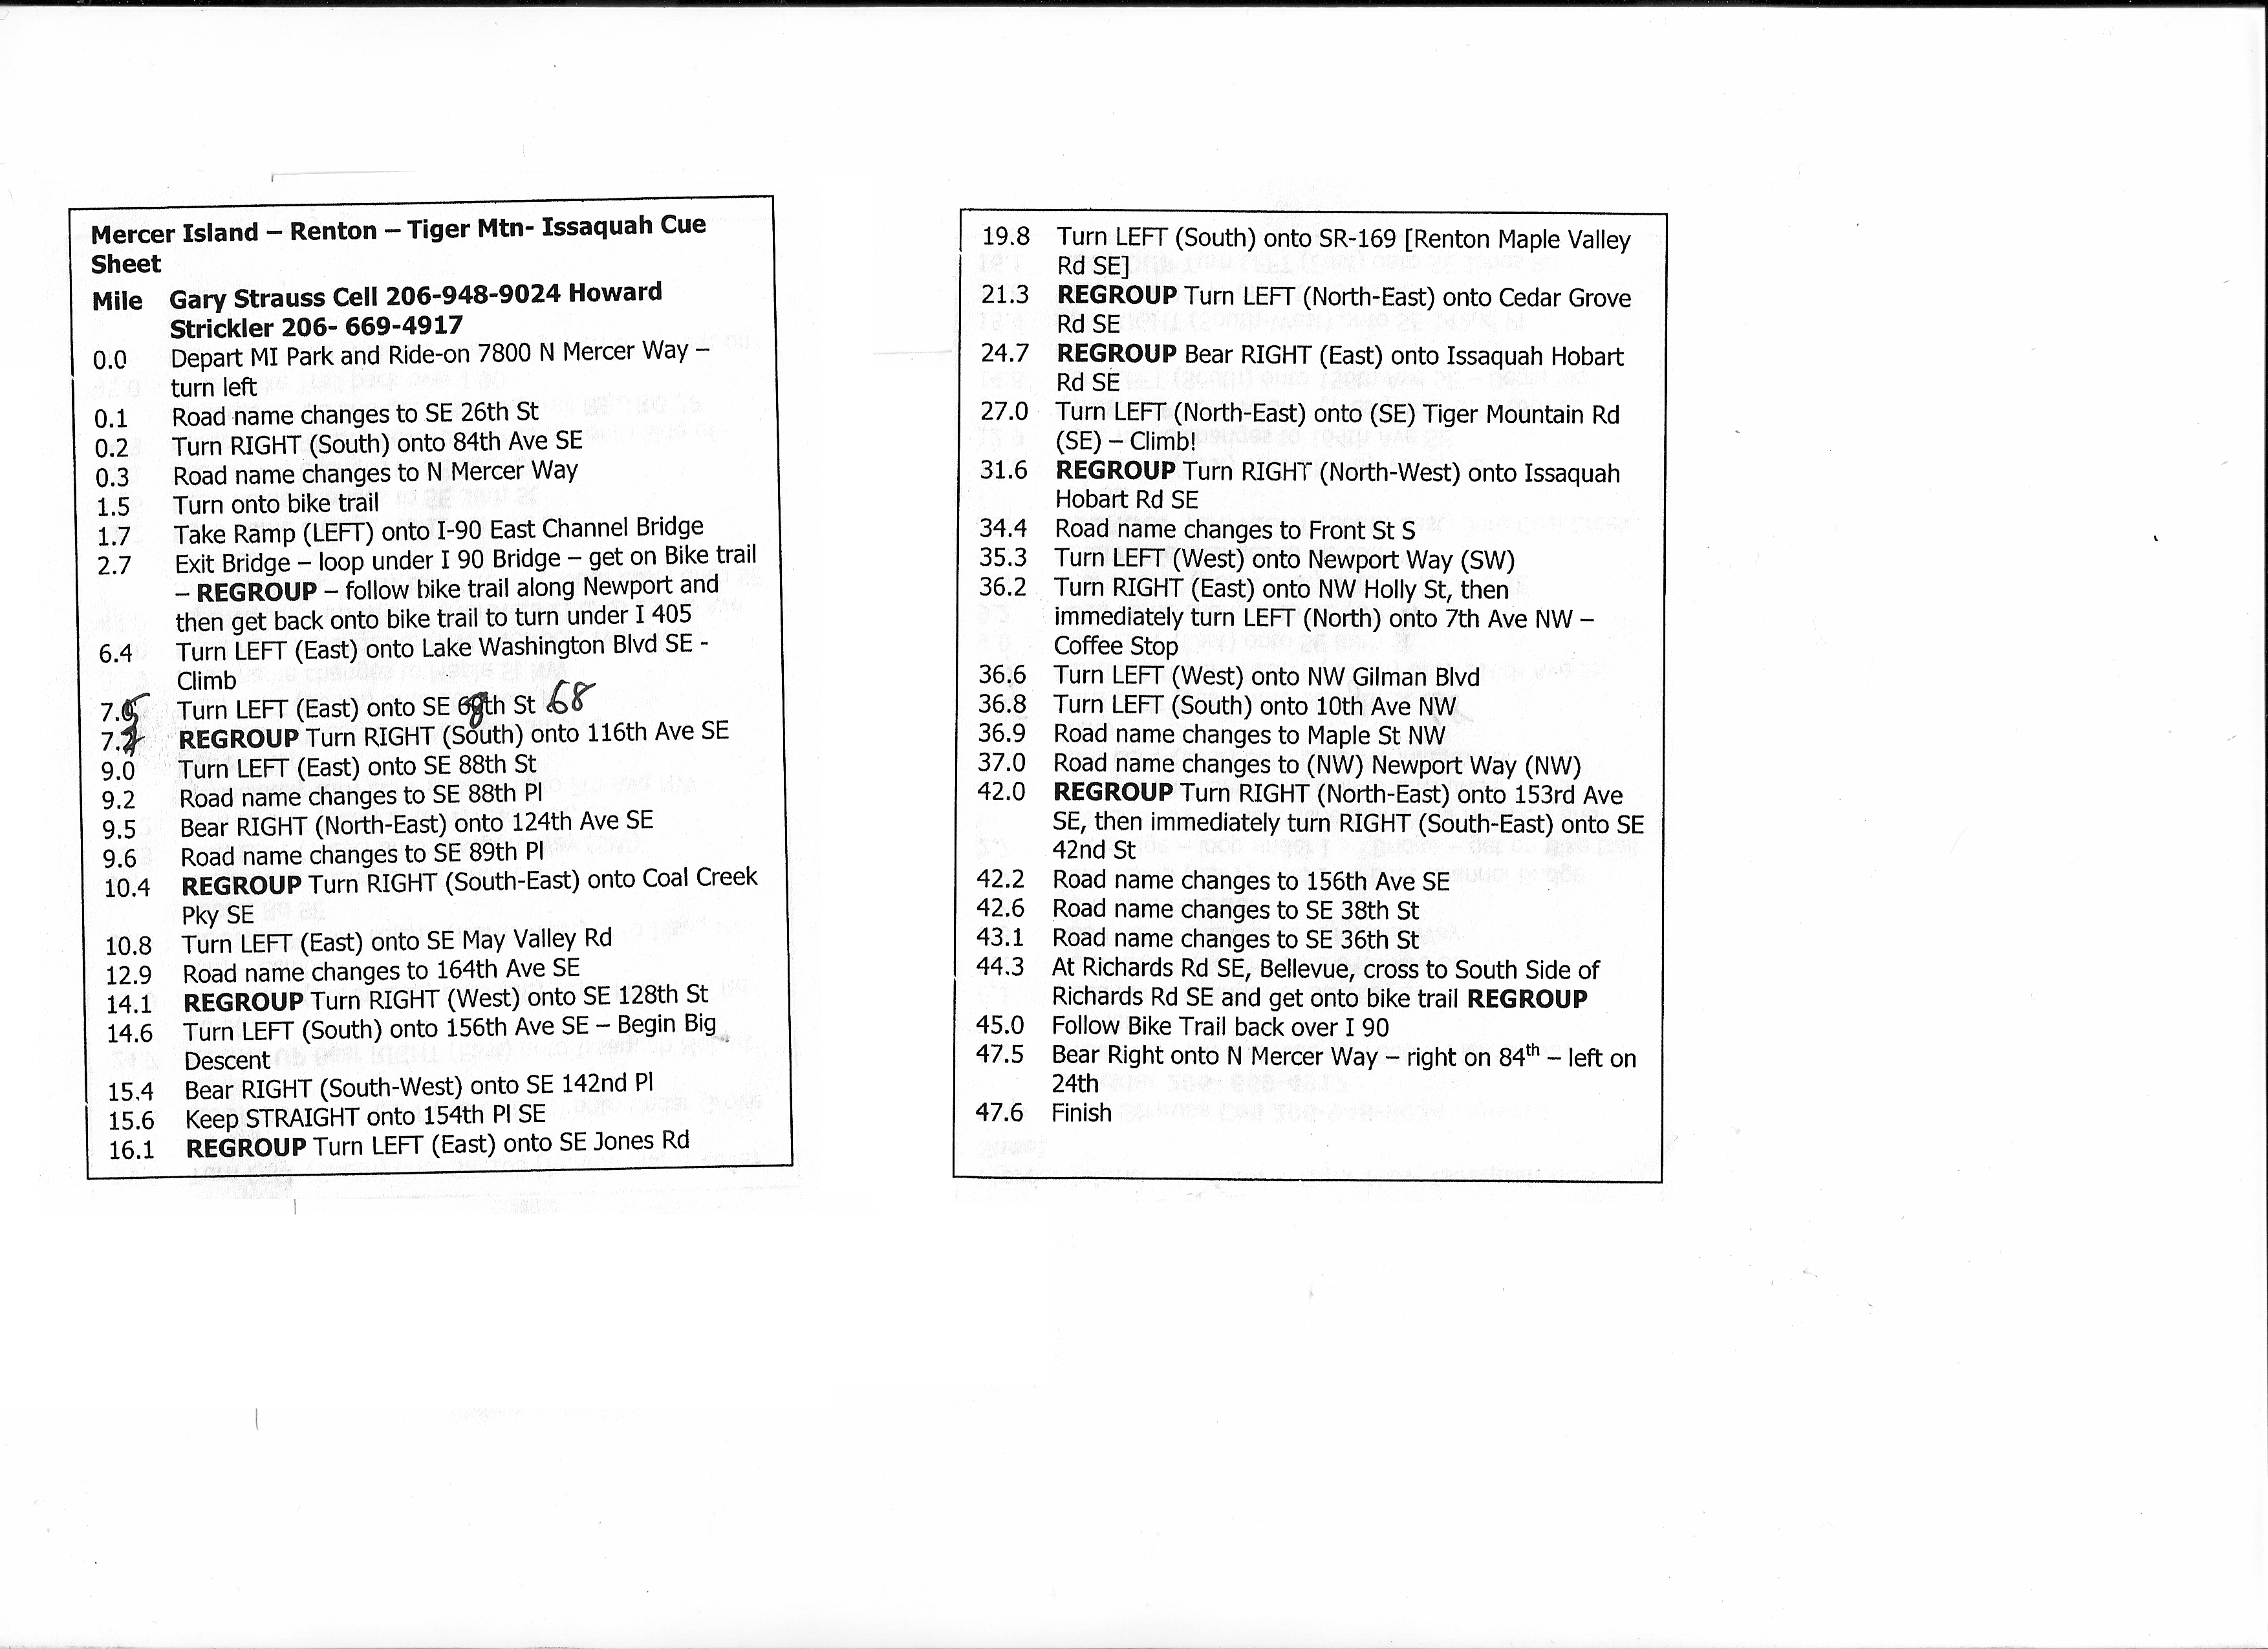 Mercer Island – Renton – Tiger Mtn- Issaquah Cue
Sheet
Mile Gary Strauss Cell 206-948-9024 Howard
Strickler 206- 669-4917
0.0 Depart MI Park and Ride-on 7800 N Mercer Way –
turn left
0.1 Road name changes to SE 26th St
0.2 Turn RIGHT (South) onto 84th Ave SE
0.3 Road name changes to N Mercer Way
1.5 Turn onto bike trail
1.7 Take Ramp (LEFT) onto I-90 East Channel Bridge
2.7 Exit Bridge – loop under I 90 Bridge – get on Bike trail
– REGROUP – follow bike trail along Newport and
then get back onto bike trail to turn under I 405
6.4 Turn LEFT (East) onto Lake Washington Blvd SE -
Climb
Turn LEFT (East) onto SE 68th St 68
REGROUP Turn RIGHT (South) onto 116th Ave SE
9.0 Turn LEFT (East) onto SE 88th St
9.2 Road name changes to SE 88th Pl
9.5 Bear RIGHT (North-East) onto 124th Ave SE
9.6 Road name changes to SE 89th Pl
10.4 REGROUP Turn RIGHT (South-East) onto Coal Creek
Pky SE
10.8 Turn LEFT (East) onto SE May Valley Rd
12.9 Road name changes to 164th Ave SE
14.1 REGROUP Turn RIGHT (West) onto SE 128th St
14.6 Turn LEFT (South) onto 156th Ave SE – Begin Big
Descent
15.4 Bear RIGHT (South-West) onto SE 142nd Pl
15.6 Keep STRAIGHT onto 154th Pl SE
16.1 REGROUP Turn LEFT (East) onto SE Jones Rd
19.8 Turn LEFT (South) onto SR-169 [Renton Maple Valley
Rd SE]
21.3 REGROUP Turn LEFT (North-East) onto Cedar Grove
Rd SE
24.7 REGROUP Bear RIGHT (East) onto Issaquah Hobart
Rd SE
27.0 Turn LEFT (North-East) onto (SE) Tiger Mountain Rd
(SE) – Climb!
31.6 REGROUP Turn RIGHT (North-West) onto Issaquah
Hobart Rd SE
34.4 Road name changes to Front St S
35.3 Turn LEFT (West) onto Newport Way (SW)
36.2 Turn RIGHT (East) onto NW Holly St, then
immediately turn LEFT (North) onto 7th Ave NW –
Coffee Stop
36.6 Turn LEFT (West) onto NW Gilman Blvd
36.8 Turn LEFT (South) onto 10th Ave NW
36.9 Road name changes to Maple St NW
37.0 Road name changes to (NW) Newport Way (NW)
42.0 REGROUP Turn RIGHT (North-East) onto 153rd Ave
SE, then immediately turn RIGHT (South-East) onto SE
42nd St
42.2 Road name changes to 156th Ave SE
42.6 Road name changes to SE 38th St
43.1 Road name changes to SE 36th St
44.3 At Richards Rd SE, Bellevue, cross to South Side of
Richards Rd SE and get onto bike trail REGROUP
45.0 Follow Bike Trail back over I 90
47.5 Bear Right onto N Mercer Way – right on 84th – left on
24th
47.6 Finish